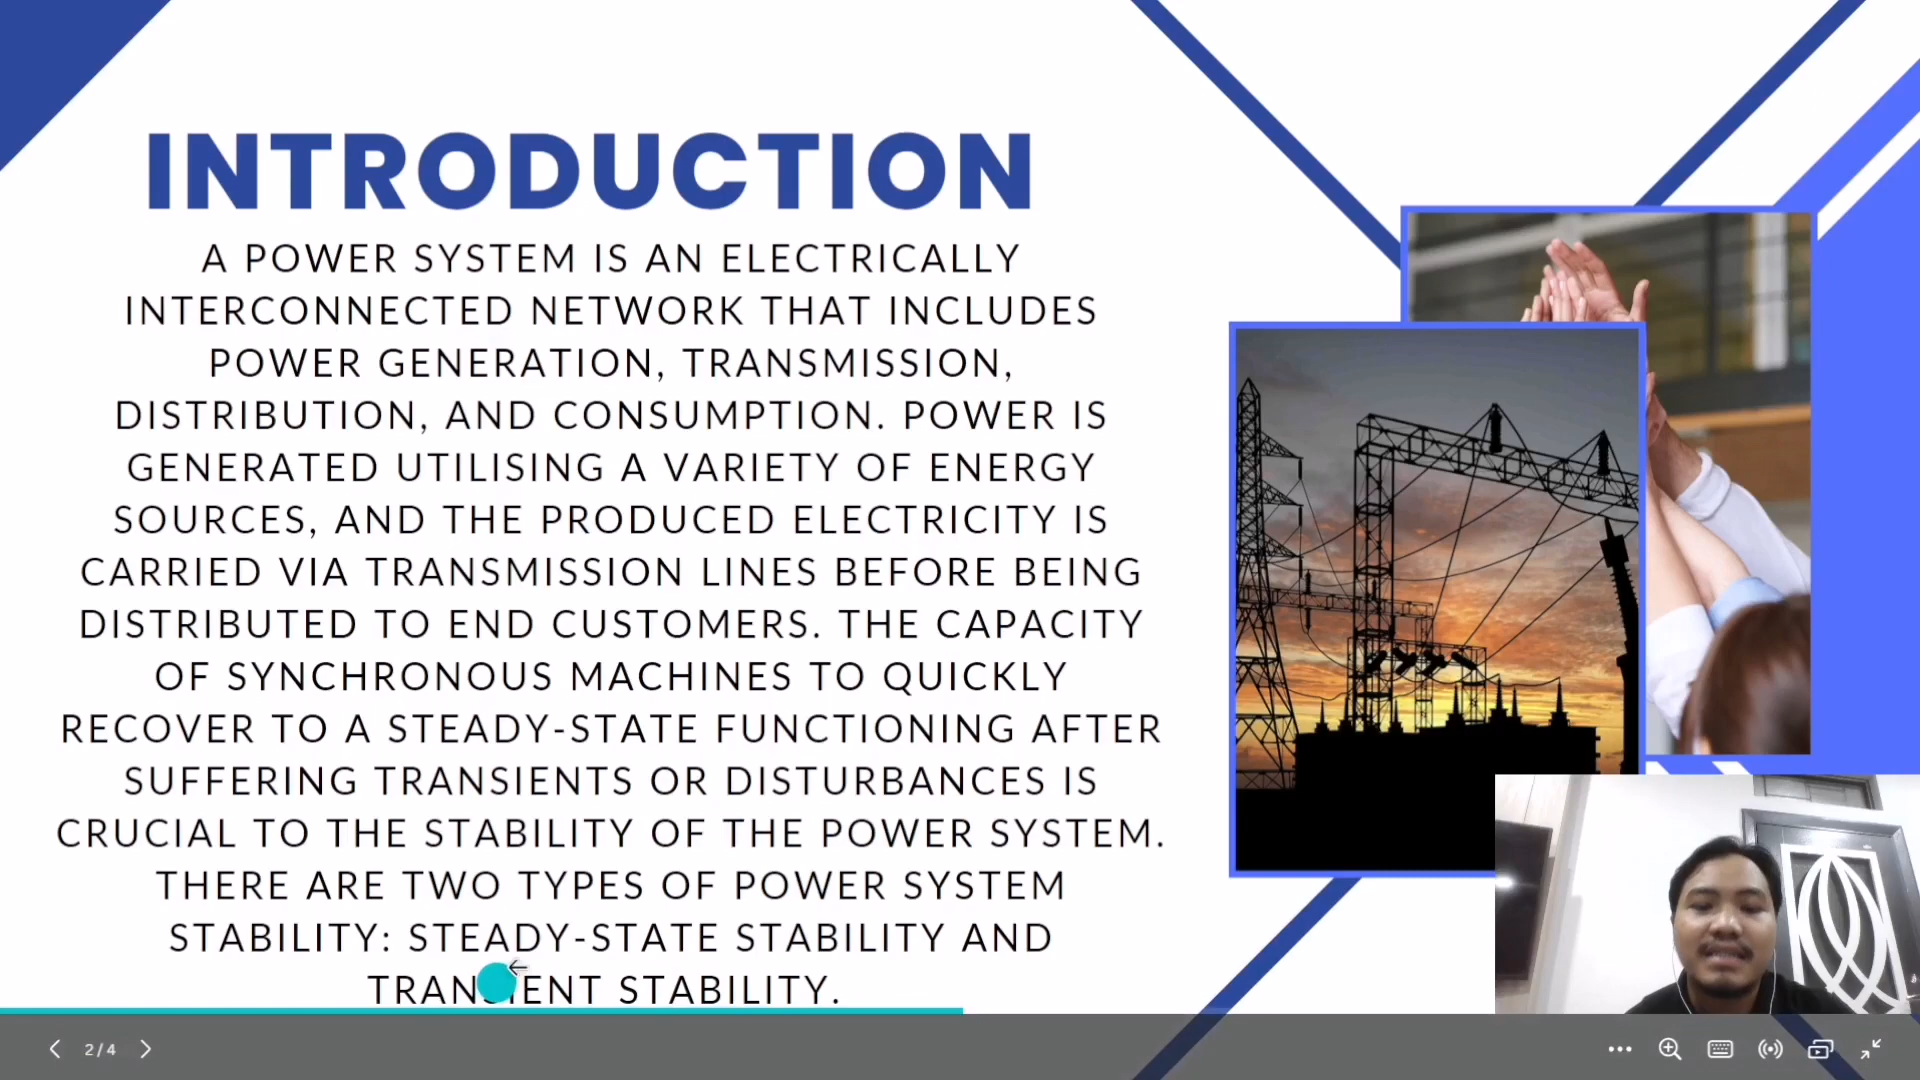 INTRODUCTION
A POWER SYSTEM IS AN ELECTRICALLY
INTERCONNECTED NETWORK THAT INCLUDES
POWER GENERATION, TRANSMISSION,
DISTRIBUTION, AND CONSUMPTION. POWER IS
GENERATED UTILISING A VARIETY OF ENERGY
SOURCES, AND THE PRODUCED ELECTRICITY IS
CARRIED VIA TRANSMISSION LINES BEFORE BEING
DISTRIBUTED TO END CUSTOMERS. THE CAPACITY
OF SYNCHRONOUS MACHINES TO QUICKLY
RECOVER TO A STEADY-STATE FUNCTIONING AFTER
SUFFERING TRANSIENTS OR DISTURBANCES IS
CRUCIAL TO THE STABILITY OF THE POWER SYSTEM.
THERE ARE TWO TYPES OF POWER SYSTEM
STABILITY: STEADY-STATE STABILITY AND
TRANSIENT STABILITY.
2/4